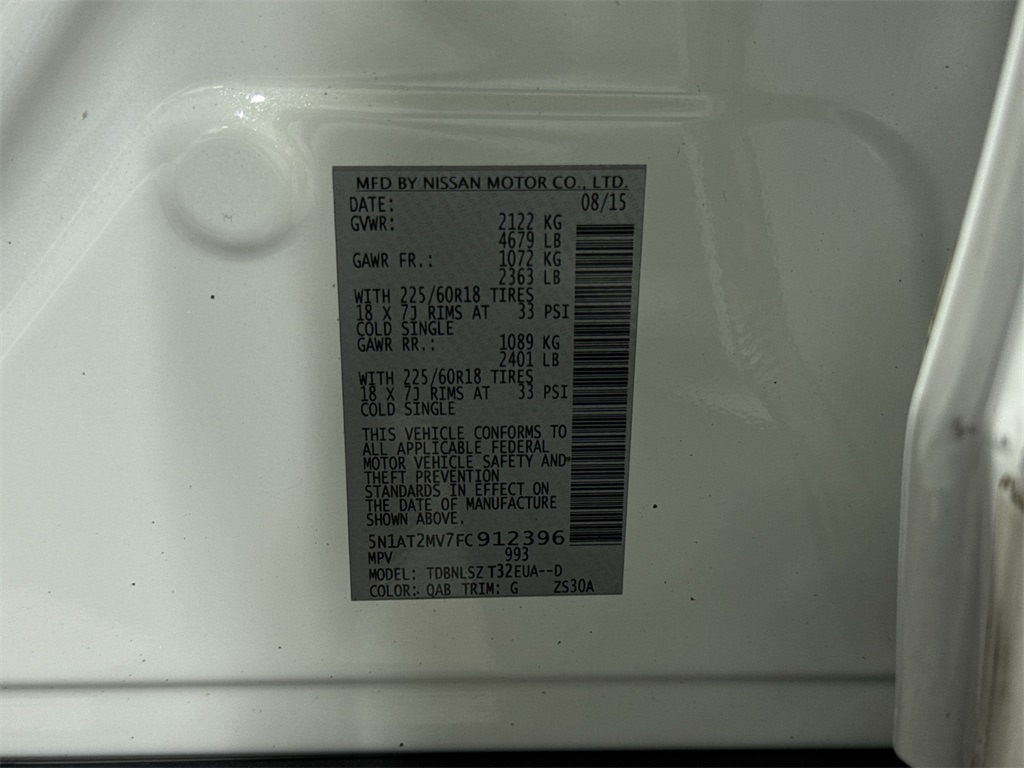 MFD BY NISSAN MOTOR CO., LTD.
DATE: 08/15
GVWR: 2122 KG
4679 LB
GAWR FR.: 1072 KG
2363 LB
WITH 225/60R18 TIRES
18 X 7J RIMS AT 33 PSI
COLD SINGLE
GAWR RR.: 1089 KG
2401 LB
WITH 225/60R18 TIRES
18 X 7J RIMS AT 33 PSI
COLD SINGLE
THIS VEHICLE CONFORMS TO
ALL APPLICABLE FEDERAL
MOTOR VEHICLE SAFETY AND
THEFT PREVENTION
STANDARDS IN EFFECT ON
THE DATE OF MANUFACTURE
SHOWN ABOVE.
5N1AT2MV7FC912396
MPV 993
MODEL: TDBNLSZ T32EUA--D
COLOR: QAB TRIM: G ZS30A